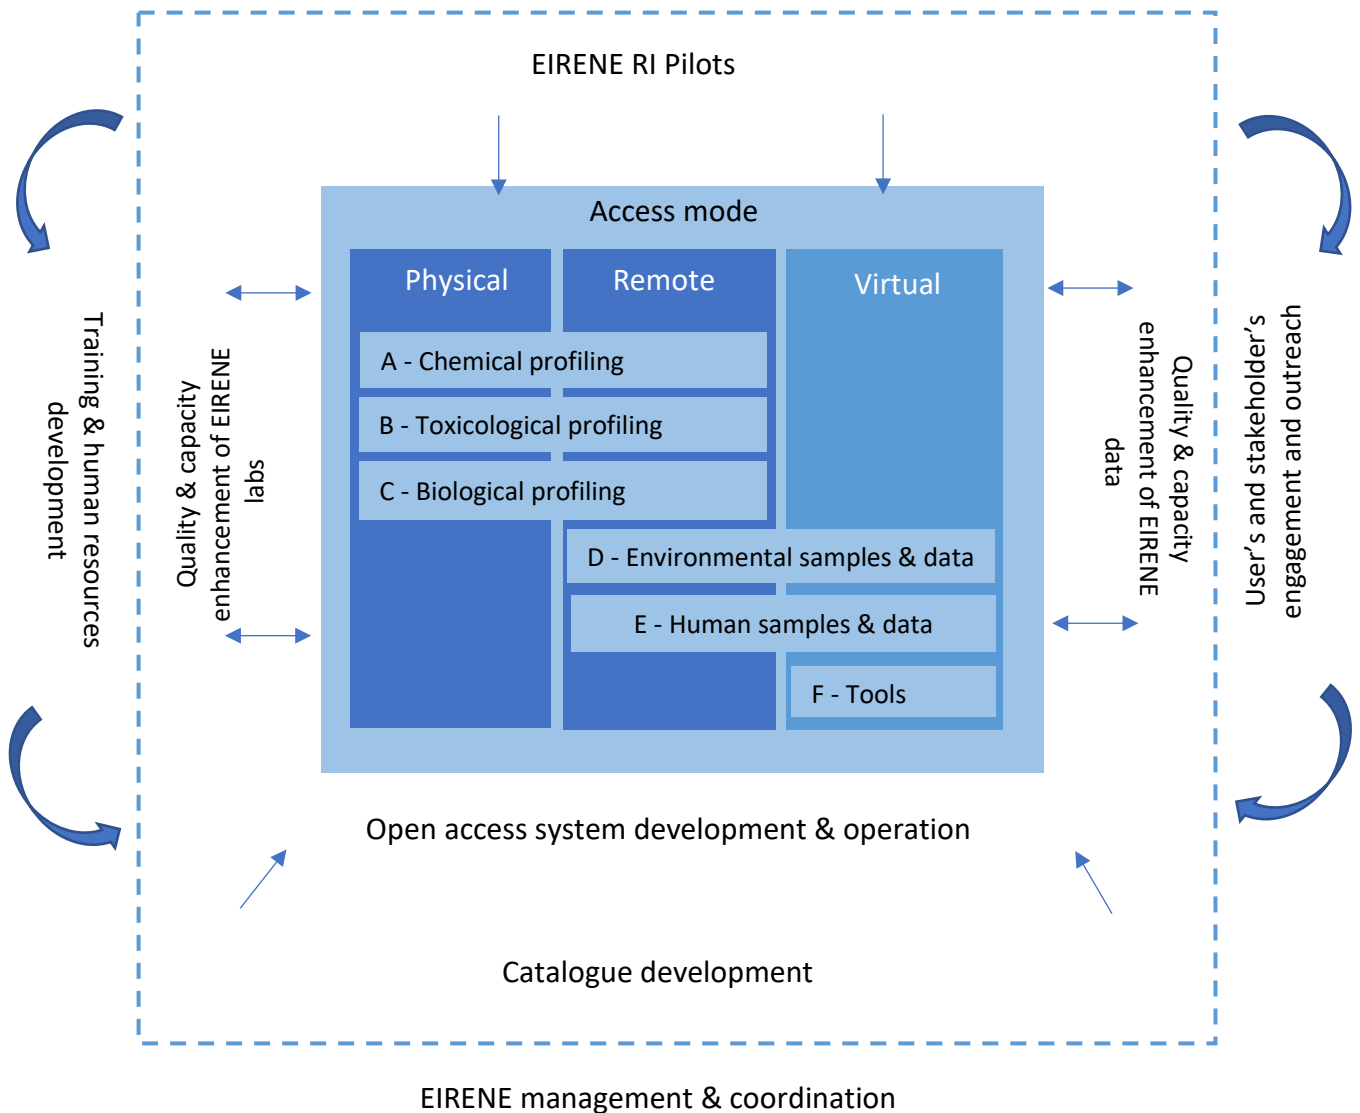 EIRENE RI Pilots
Access mode
Physical
Remote
Virtual
A - Chemical profiling
B - Toxicological profiling
C - Biological profiling
D - Environmental samples & data
E - Human samples & data
F - Tools
Training & human resources
development
Quality & capacity
enhancement of EIRENE
labs
Quality & capacity
enhancement of EIRENE
data
User's and stakeholder's
engagement and outreach
Open access system development & operation
Catalogue development
EIRENE management & coordination